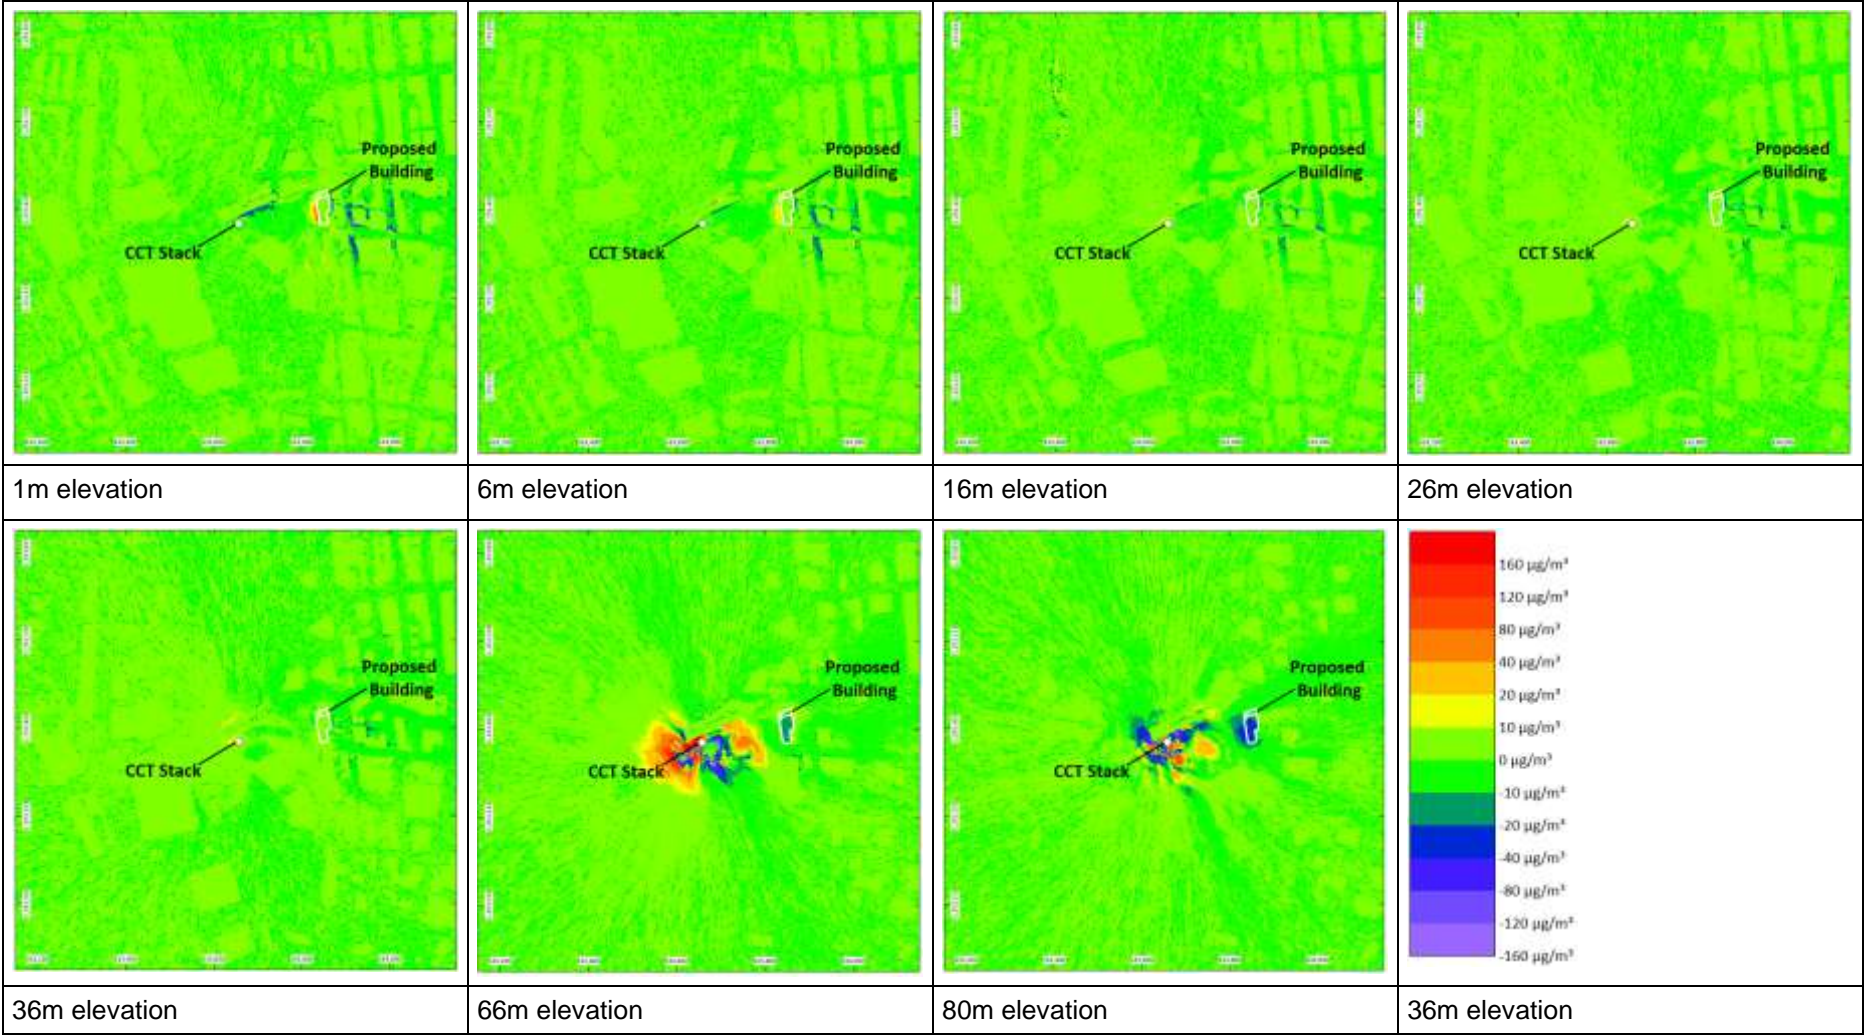 Proposed
Building
CCT Stack
Proposed
Building
CCT Stack
Proposed
Building
CCT Stack
Proposed
Building
CCT Stack
1m elevation
6m elevation
16m elevation
26m elevation
Proposed
Building
CCT Stack
Proposed
Building
CCT Stack
Proposed
Building
CCT Stack
160 µg/m³
120 µg/m³
80 µg/m³
40 µg/m³
20 µg/m³
10 µg/m³
0 µg/m³
-10 µg/m³
-20 µg/m³
-40 µg/m³
-80 µg/m³
-120 µg/m³
-160 µg/m³
36m elevation
66m elevation
80m elevation
36m elevation